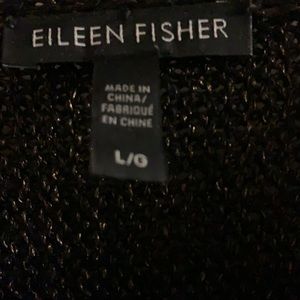 EILEEN FISHER
MADE IN
CHINA/
FABRIQUÉ
EN CHINE
L/G